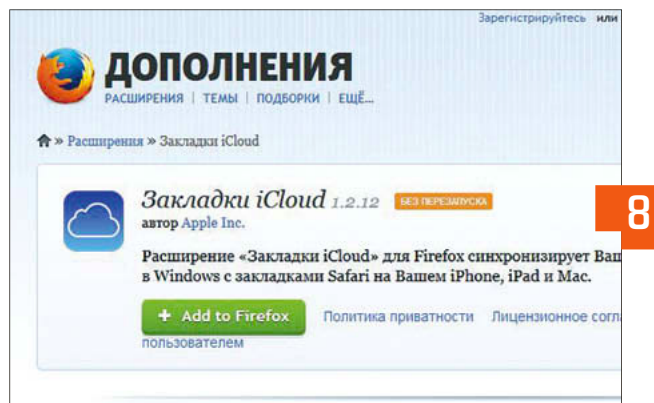 Зарегистрируйтесь или
ДОПОЛНЕНИЯ
РАСШИРЕНИЯ | ТЕМЫ | ПОДБОРКИ | ЕЩЁ...
» Расширения » Закладки iCloud
Закладки iCloud 1.2.12 БЕЗ ПЕРЕЗАПУСКА
автор Apple Inc.
8
Расширение «Закладки iCloud» для Firefox синхронизирует
в Windows с закладками Safari на Вашем iPhone, iPad и Mac.
+ Add to Firefox Политика приватности Лицензионное
пользователем